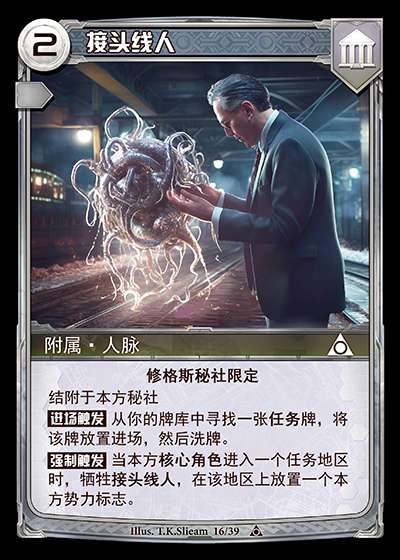 2
接头线人
附属·人脉
修格斯秘社限定
结附于本方秘社
进场触发 从你的牌库中寻找一张任务牌，将
该牌放置进场，然后洗牌。
强制触发 当本方核心角色进入一个任务地区
时，牺牲接头线人，在该地区上放置一个本
方势力标志。
Illus. T.K.Slieam 16/39